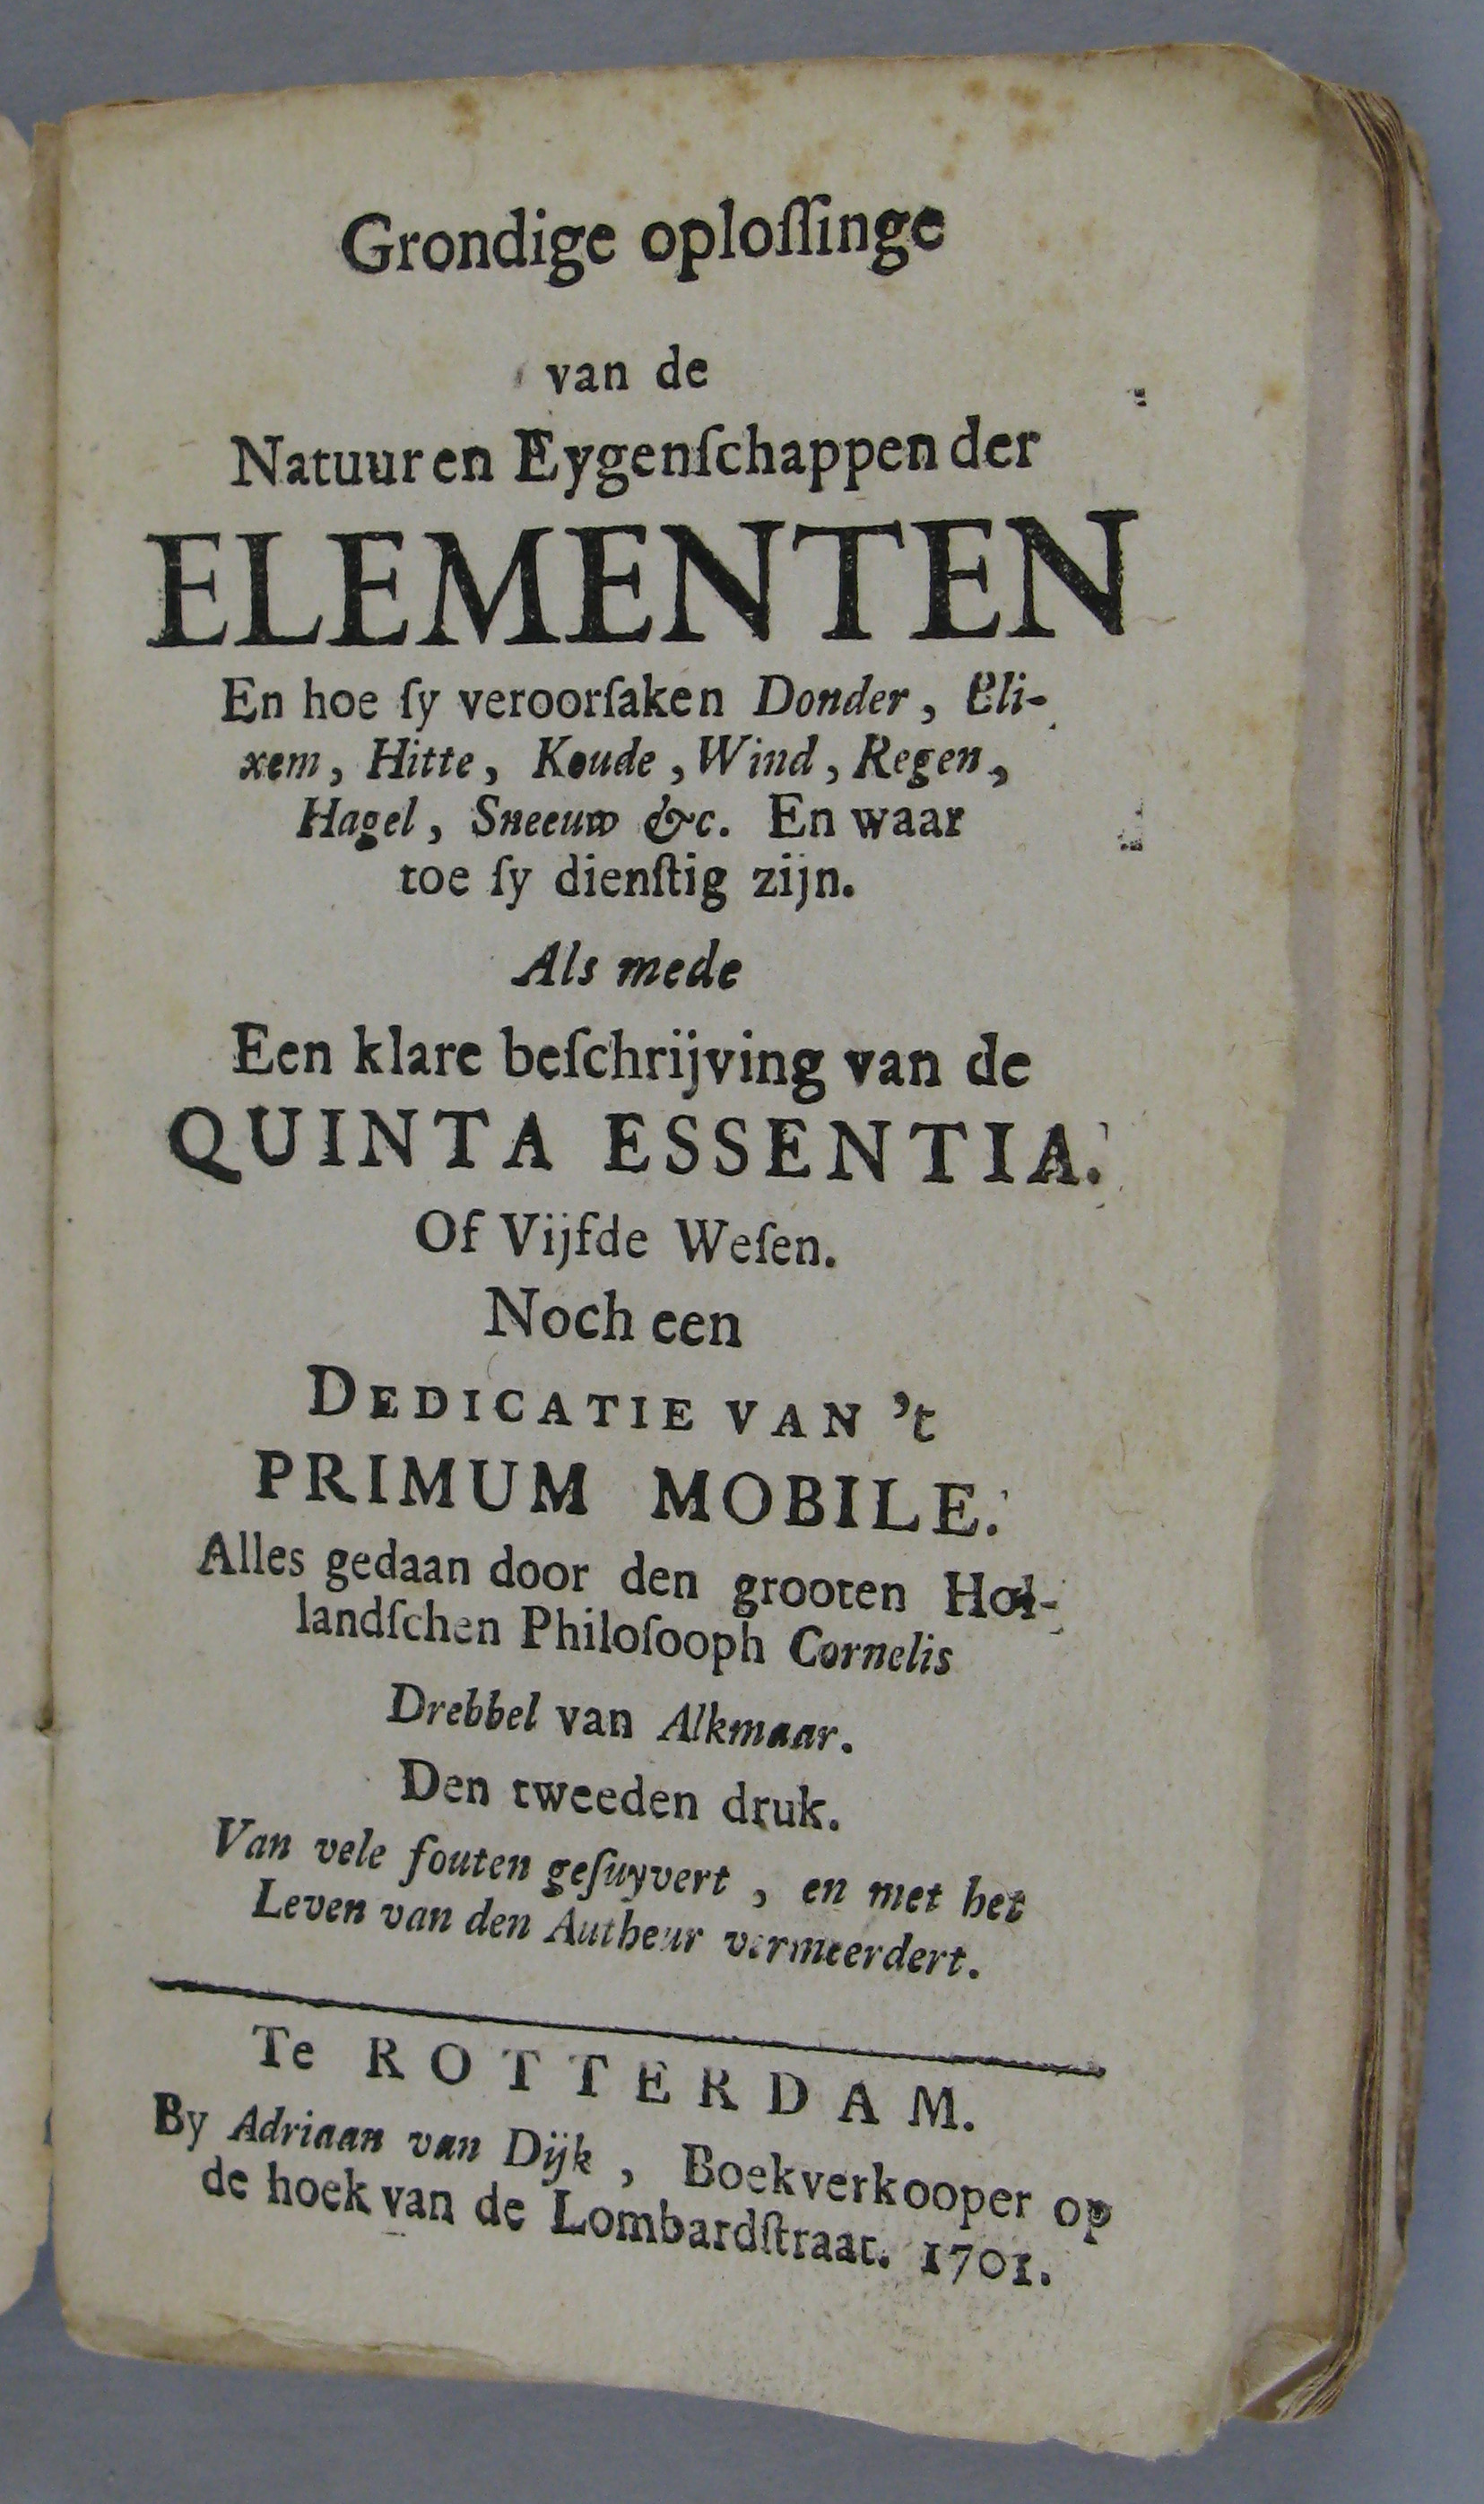 Grondige oploſſinge
van de
Natuur en Eygenſchappen der
ELEMENTEN
En hoe ſy veroorſaken Donder, Bli-
xem, Hitte, Koude, Wind, Regen,
Hagel, Sneeuw &c. En waar
toe ſy dienſtig zijn.
Als mede
Een klare beſchrijving van de
QUINTA ESSENTIA.
Of Vijfde Weſen.
Noch een
DEDICATIE VAN 't
PRIMUM MOBILE.
Alles gedaan door den grooten Hol-
landſchen Philoſooph Cornelis
Drebbel van Alkmaar.
Den tweeden druk.
Van vele fouten geſuyvert, en met het
Leven van den Autheur vermeerdert.
Te ROTTERDAM.
By Adriaan van Dijk, Boekverkooper op
de hoek van de Lombardſtraat. 1701.